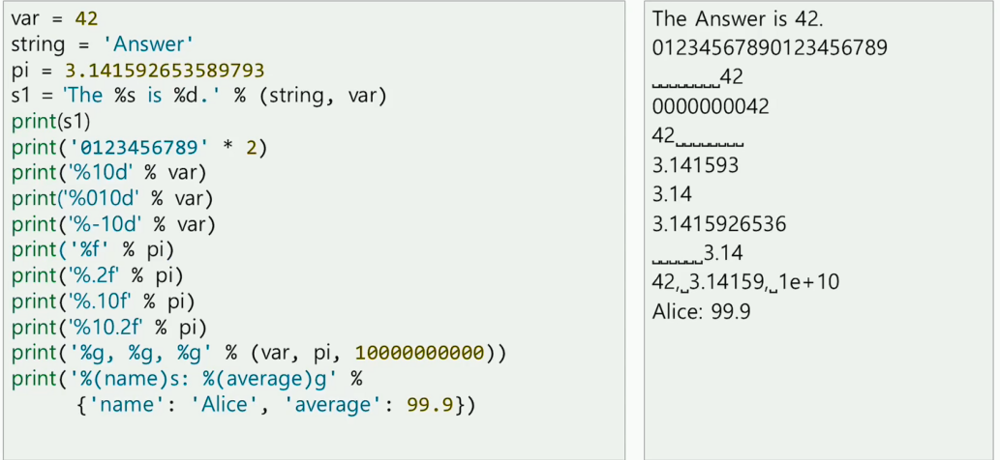 var = 42
string = 'Answer'
pi = 3.141592653589793
s1 = 'The %s is %d.' % (string, var)
print(s1)
print('0123456789' * 2)
print('%10d' % var)
print('%010d' % var)
print('%-10d' % var)
print('%f' % pi)
print('%.2f' % pi)
print('%.10f' % pi)
print('%10.2f' % pi)
print('%g, %g, %g' % (var, pi, 10000000000))
print('%(name)s: %(average)g' %
{'name': 'Alice', 'average': 99.9})
The Answer is 42.
01234567890123456789
␣␣␣␣␣␣␣␣42
0000000042
42␣␣␣␣␣␣␣␣
3.141593
3.14
3.1415926536
␣␣␣␣␣␣3.14
42,␣3.14159,␣1e+10
Alice: 99.9